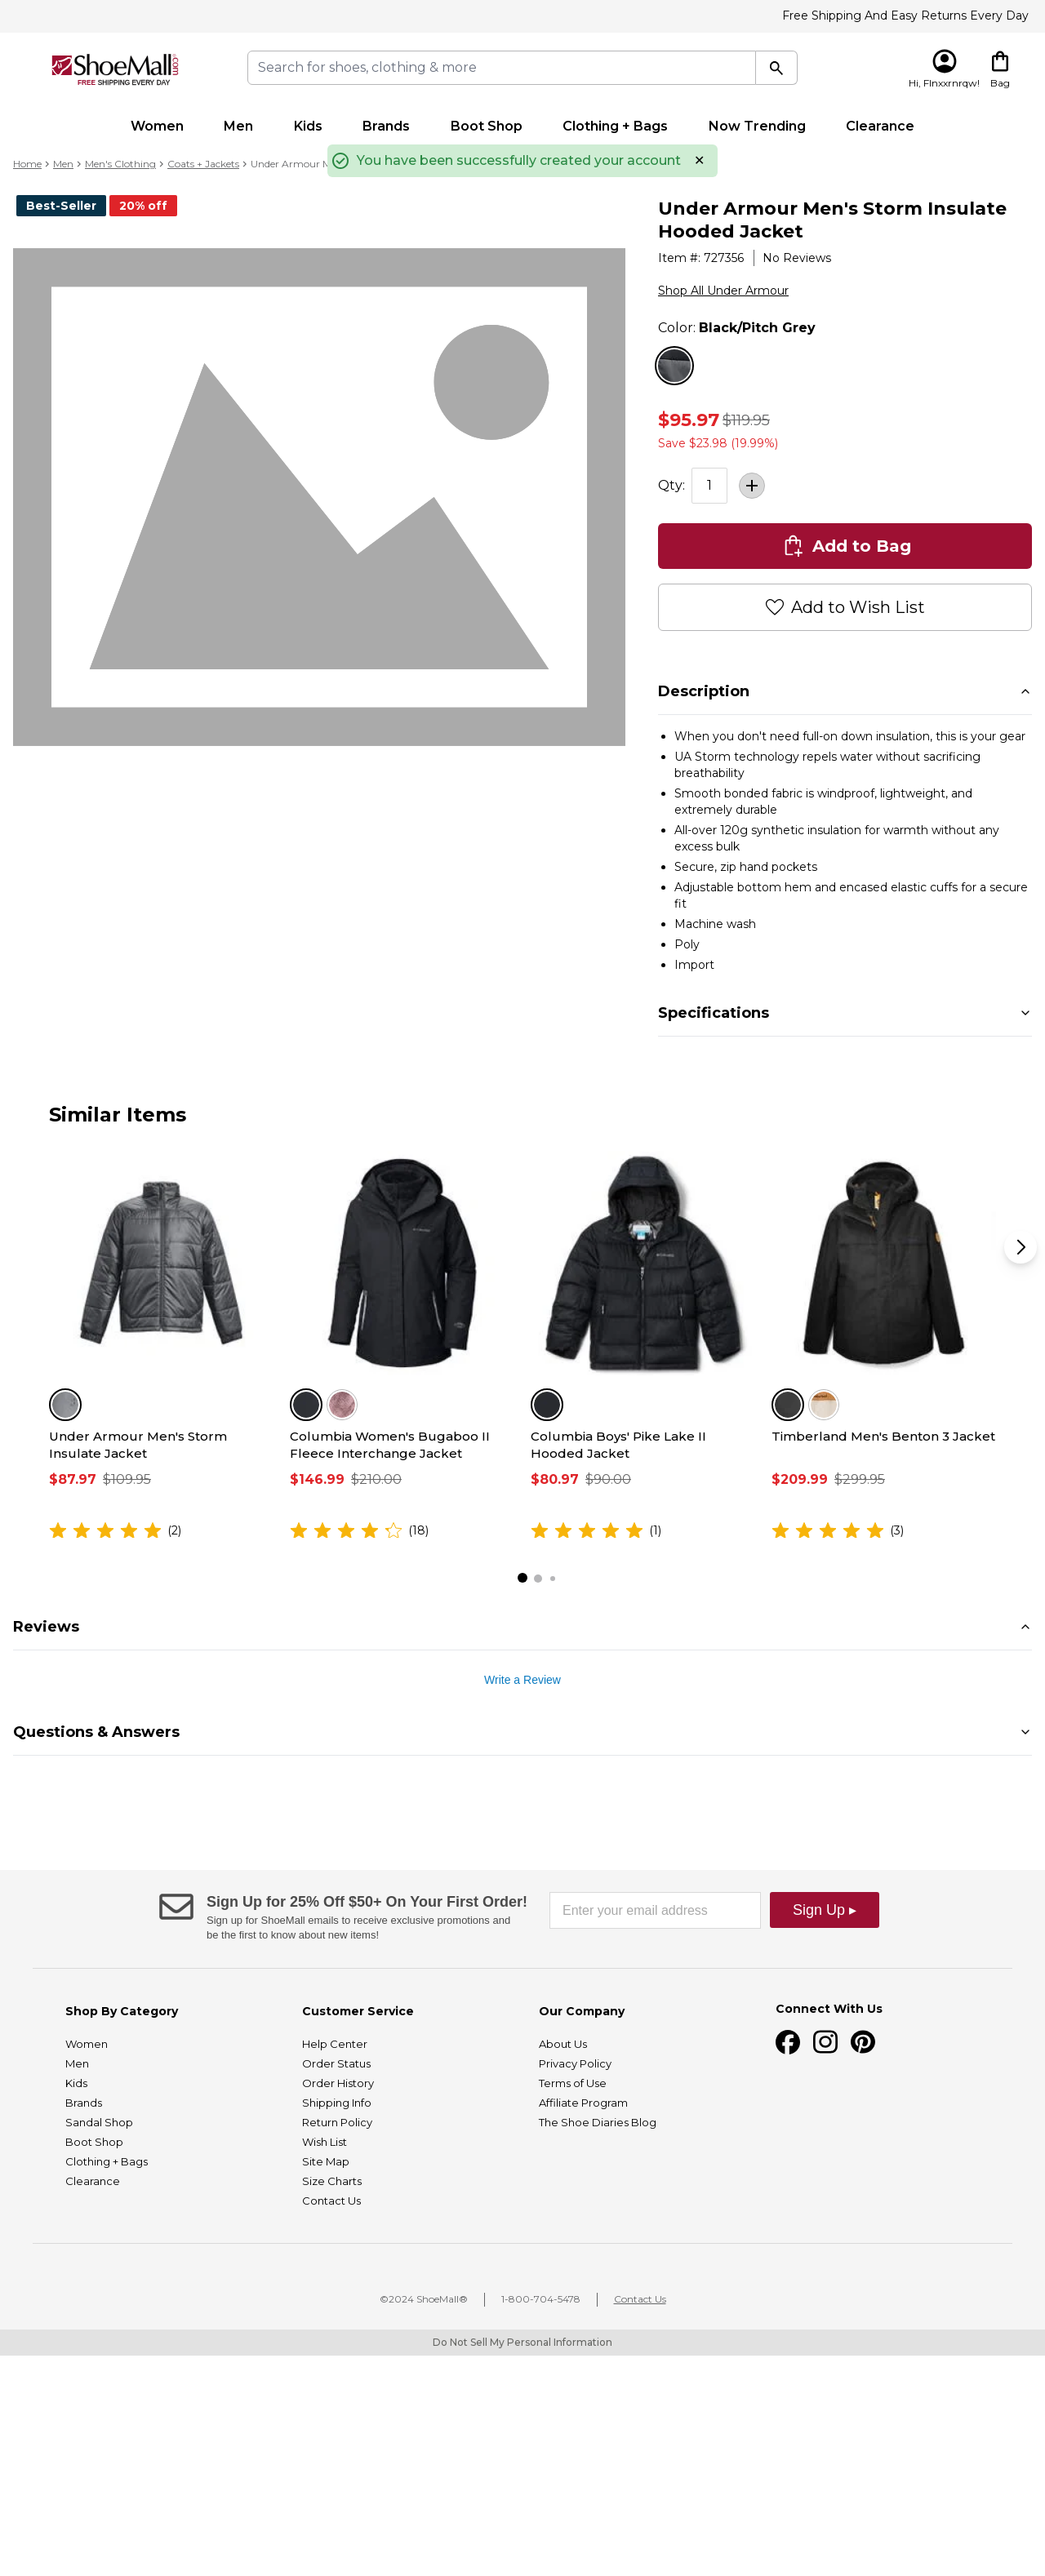 Free Shipping And Easy Returns Every Day
ShoeMall.com
FREE SHIPPING EVERY DAY
Search for shoes, clothing & more
Hi, Flnxxrnrqw!
Bag
Women
Men
Kids
Brands
Boot Shop
Clothing + Bags
Now Trending
Clearance
Home > Men > Men's Clothing > Coats + Jackets > Under Armour
You have been successfully created your account ×
Best-Seller
20% off
Under Armour Men's Storm Insulate
Hooded Jacket
Item #: 727356
No Reviews
Shop All Under Armour
Color: Black/Pitch Grey
$95.97 $119.95
Save $23.98 (19.99%)
Qty: 1
Add to Bag
Add to Wish List
Description
When you don't need full-on down insulation, this is your gear
UA Storm technology repels water without sacrificing
breathability
Smooth bonded fabric is windproof, lightweight, and
extremely durable
All-over 120g synthetic insulation for warmth without any
excess bulk
Secure, zip hand pockets
Adjustable bottom hem and encased elastic cuffs for a secure
fit
Machine wash
Poly
Import
Specifications
Similar Items
Under Armour Men's Storm
Insulate Jacket
$87.97 $109.95
(2)
Columbia Women's Bugaboo II
Fleece Interchange Jacket
$146.99 $210.00
(18)
Columbia Boys' Pike Lake II
Hooded Jacket
$80.97 $90.00
(1)
Timberland Men's Benton 3 Jacket
$209.99 $299.95
(3)
Reviews
Write a Review
Questions & Answers
Sign Up for 25% Off $50+ On Your First Order!
Sign up for ShoeMall emails to receive exclusive promotions and
be the first to know about new items!
Enter your email address
Sign Up ▸
Shop By Category
Women
Men
Kids
Brands
Sandal Shop
Boot Shop
Clothing + Bags
Clearance
Customer Service
Help Center
Order Status
Order History
Shipping Info
Return Policy
Wish List
Site Map
Size Charts
Contact Us
Our Company
About Us
Privacy Policy
Terms of Use
Affiliate Program
The Shoe Diaries Blog
Connect With Us
©2024 ShoeMall®
1-800-704-5478
Contact Us
Do Not Sell My Personal Information